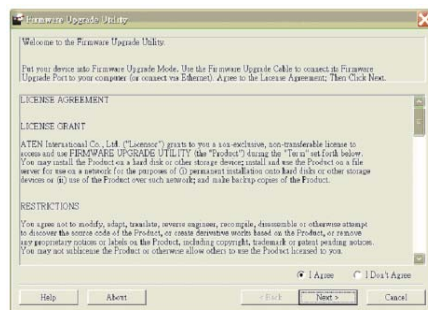 Firmware Upgrade Utility
Welcome to the Firmware Upgrade Utility.
Put your device into Firmware Upgrade Mode. Use the Firmware Upgrade Cable to connect its Firmware
Upgrade Port to your computer (or connect via Ethernet). Agree to the License Agreement; Then Click Next.
LICENSE AGREEMENT
LICENSE GRANT
ATEN International Co., Ltd. ("Licensor") grants to you a non-exclusive, non-transferable license to
access and use FIRMWARE UPGRADE UTILITY (the "Product") during the "Term" set forth below.
You may install the Product on a hard disk or other storage device; install and use the Product on a file
server for use on a network for the purposes of (i) permanent installation onto hard disks or other storage
devices or (ii) use of the Product over such network; and make backup copies of the Product.
RESTRICTIONS
You agree not to modify, adapt, translate, reverse engineer, recompile, disassemble or otherwise attempt
to discover the source code of the Product, or create derivative works based on the Product, or remove
any proprietary notices or labels on the Product, including copyright, trademark or patent pending notices.
You may not sublicense the Product or otherwise allow others to use the Product licensed to you.
I Agree I Don't Agree
Help About < Back Next > Cancel